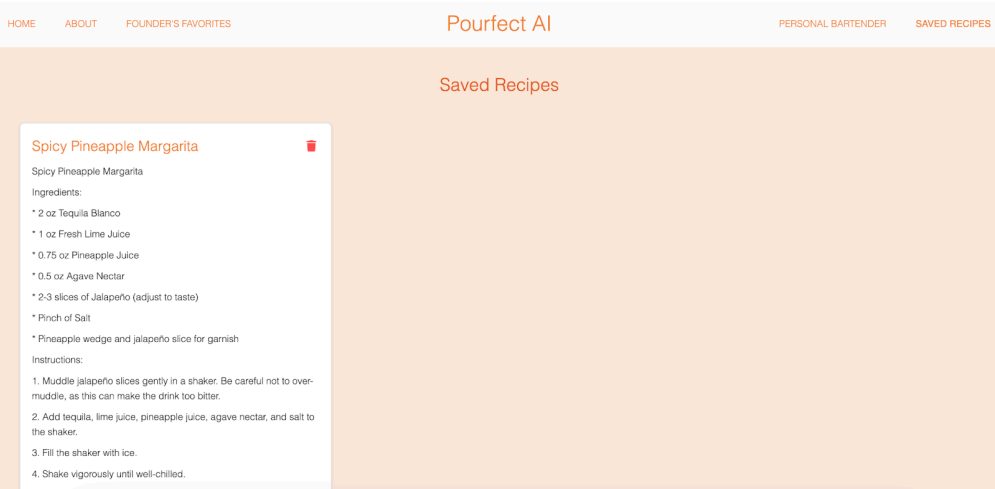 HOME ABOUT FOUNDER'S FAVORITES Pourfect AI PERSONAL BARTENDER SAVED RECIPES
Saved Recipes
Spicy Pineapple Margarita
Spicy Pineapple Margarita
Ingredients:
* 2 oz Tequila Blanco
* 1 oz Fresh Lime Juice
* 0.75 oz Pineapple Juice
* 0.5 oz Agave Nectar
* 2-3 slices of Jalapeño (adjust to taste)
* Pinch of Salt
* Pineapple wedge and jalapeño slice for garnish
Instructions:
1. Muddle jalapeño slices gently in a shaker. Be careful not to over-
muddle, as this can make the drink too bitter.
2. Add tequila, lime juice, pineapple juice, agave nectar, and salt to
the shaker.
3. Fill the shaker with ice.
4. Shake vigorously until well-chilled.